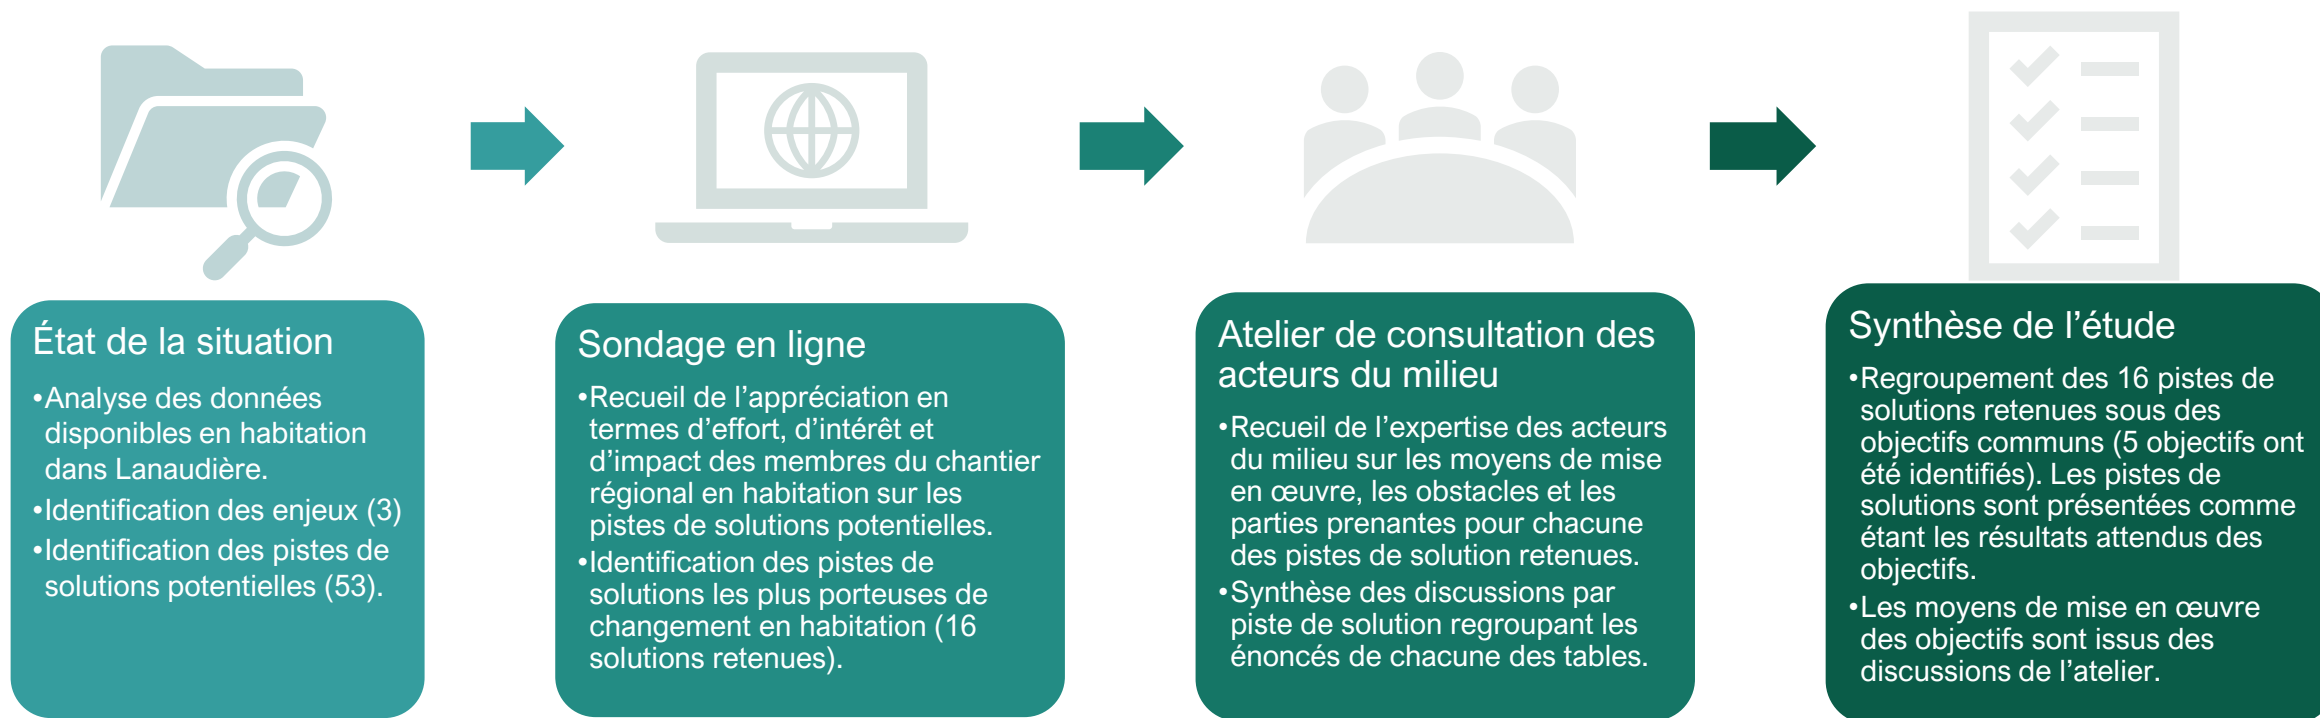 État de la situation
•Analyse des données
disponibles en habitation
dans Lanaudière.
•Identification des enjeux (3)
•Identification des pistes de
solutions potentielles (53).
Sondage en ligne
•Recueil de l’appréciation en
termes d’effort, d’intérêt et
d’impact des membres du chantier
régional en habitation sur les
pistes de solutions potentielles.
•Identification des pistes de
solutions les plus porteuses de
changement en habitation (16
solutions retenues).
Atelier de consultation des
acteurs du milieu
•Recueil de l’expertise des acteurs
du milieu sur les moyens de mise
en œuvre, les obstacles et les
parties prenantes pour chacune
des pistes de solution retenues.
•Synthèse des discussions par
piste de solution regroupant les
énoncés de chacune des tables.
Synthèse de l’étude
•Regroupement des 16 pistes de
solutions retenues sous des
objectifs communs (5 objectifs ont
été identifiés). Les pistes de
solutions sont présentées comme
étant les résultats attendus des
objectifs.
•Les moyens de mise en œuvre
des objectifs sont issus des
discussions de l’atelier.